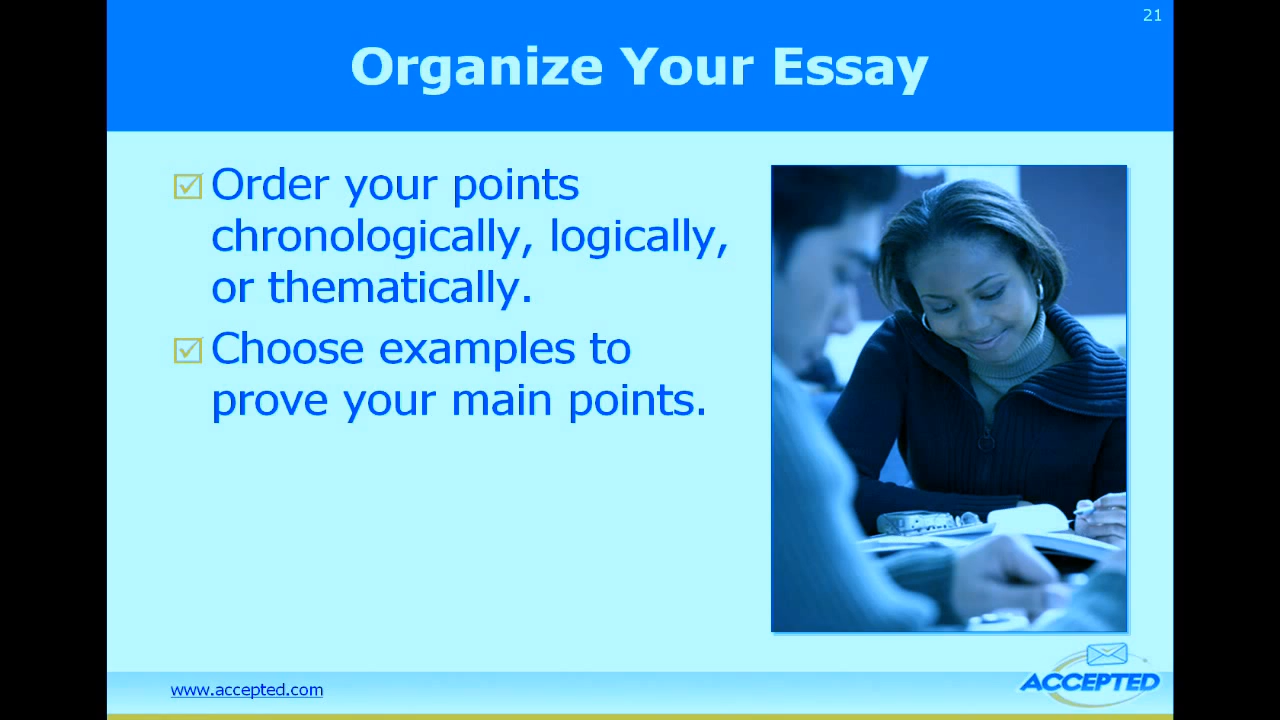 21
Organize Your Essay
Order your points
chronologically, logically,
or thematically.
Choose examples to
prove your main points.
www.accepted.com
ACCEPTED